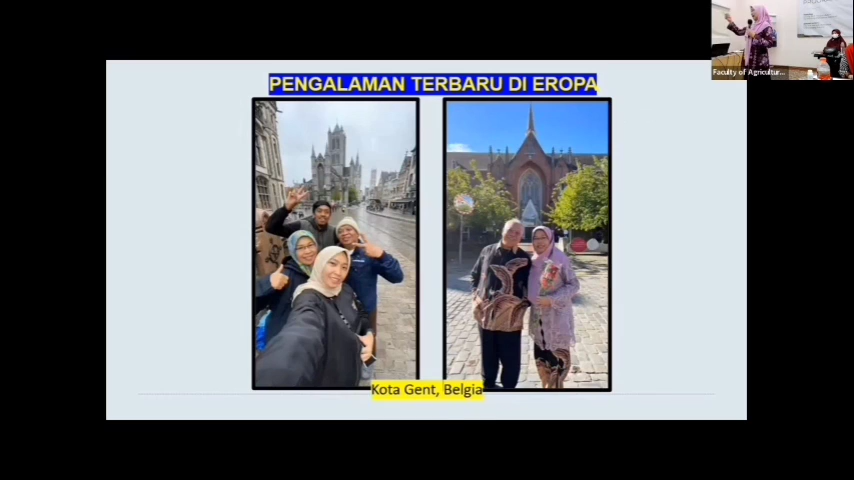 PENGALAMAN TERBARU DI EROPA
Kota Gent, Belgia
Faculty of Agricultur...